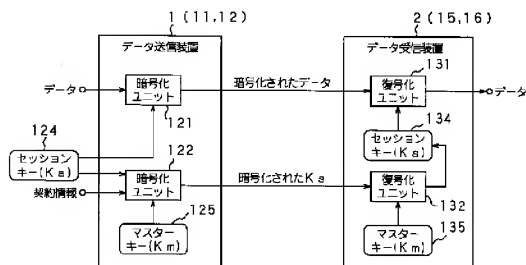 1(11,12)
2(15,16)
データ送信装置
データ受信装置
131
データ
暗号化
ユニット
暗号化されたデータ
復号化
ユニット
データ
124
121
134
セッション
キー(Ks)
122
セッション
キー(Ks)
契約情報
暗号化
ユニット
暗号化されたKs
復号化
ユニット
125
132
マスター
キー(Km)
マスター
キー(Km)
135